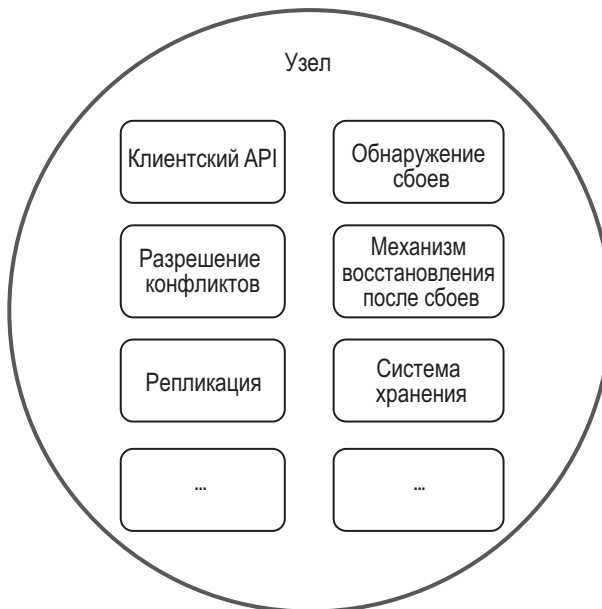 Узел
Клиентский API
Обнаружение
сбоев
Разрешение
конфликтов
Механизм
восстановления
после сбоев
Репликация
Система
хранения
...
...